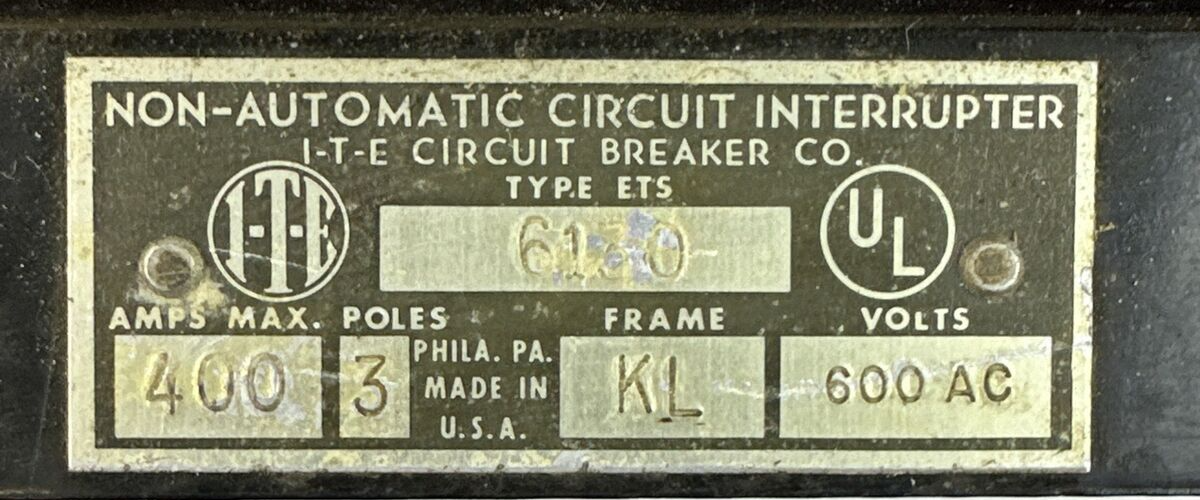 NON-AUTOMATIC CIRCUIT INTERRUPTER
I-T-E CIRCUIT BREAKER CO.
TYPE ETS
I-T-E
UL
AMPS MAX. POLES FRAME VOLTS
400 3 KL 600 AC
PHILA. PA.
MADE IN
U.S.A.